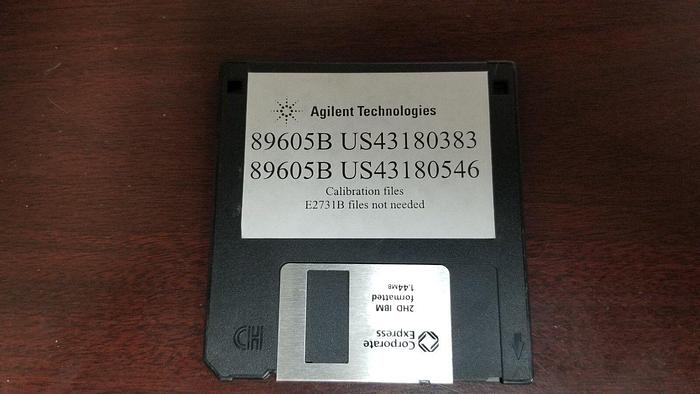 Agilent Technologies
89605B US43180383
89605B US43180546
Calibration files
E2731B files not needed
Corporate
Express
2HD IBM
formatted
1.44MB
HD